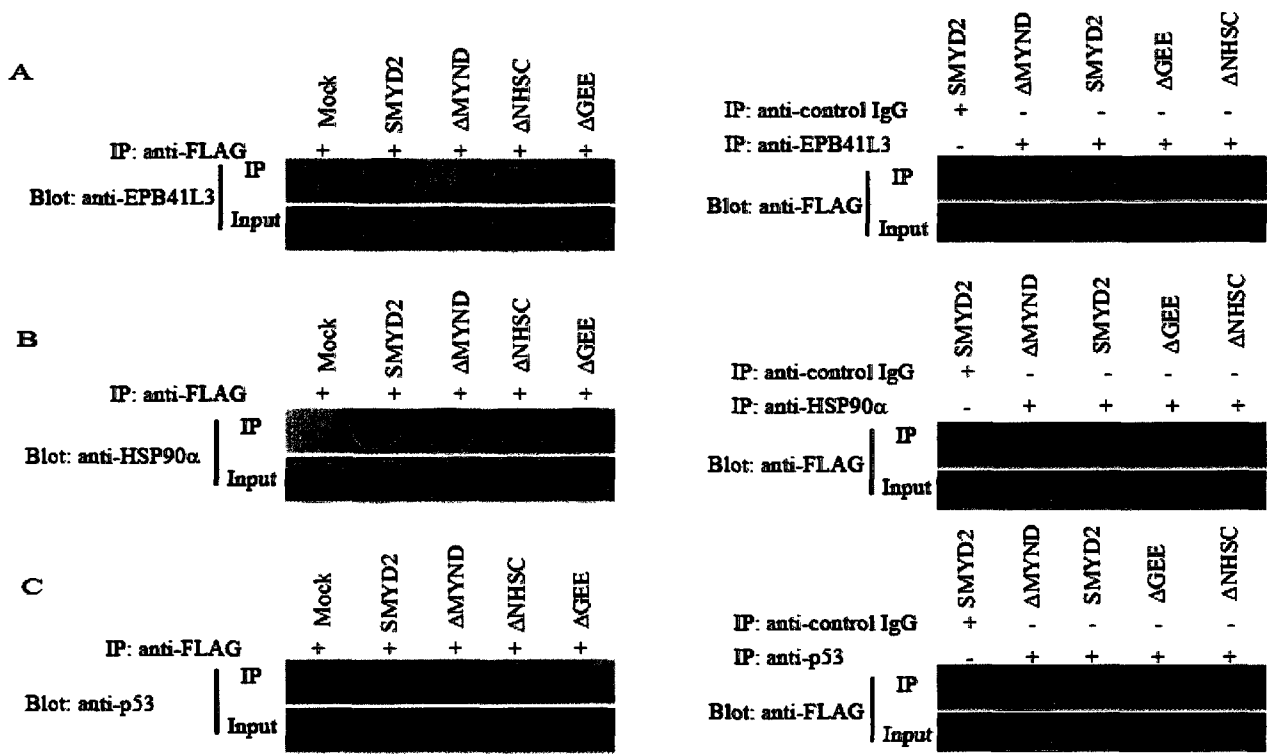 A
Mock SMYD2 ΔMYND ΔNHSC ΔGEE
IP: anti-FLAG + + + + +
IP
Blot: anti-EPB41L3
Input
SMYD2 ΔMYND SMYD2 ΔGEE ΔNHSC
IP: anti-control IgG + - - - -
IP: anti-EPB41L3 - + + + +
IP
Blot: anti-FLAG
Input
B
Mock SMYD2 ΔMYND ΔNHSC ΔGEE
IP: anti-FLAG + + + + +
IP
Blot: anti-HSP90α
Input
SMYD2 ΔMYND SMYD2 ΔGEE ΔNHSC
IP: anti-control IgG + - - - -
IP: anti-HSP90α - + + + +
IP
Blot: anti-FLAG
Input
C
Mock SMYD2 ΔMYND ΔNHSC ΔGEE
IP: anti-FLAG + + + + +
IP
Blot: anti-p53
Input
SMYD2 ΔMYND SMYD2 ΔGEE ΔNHSC
IP: anti-control IgG + - - - -
IP: anti-p53 - + + + +
IP
Blot: anti-FLAG
Input